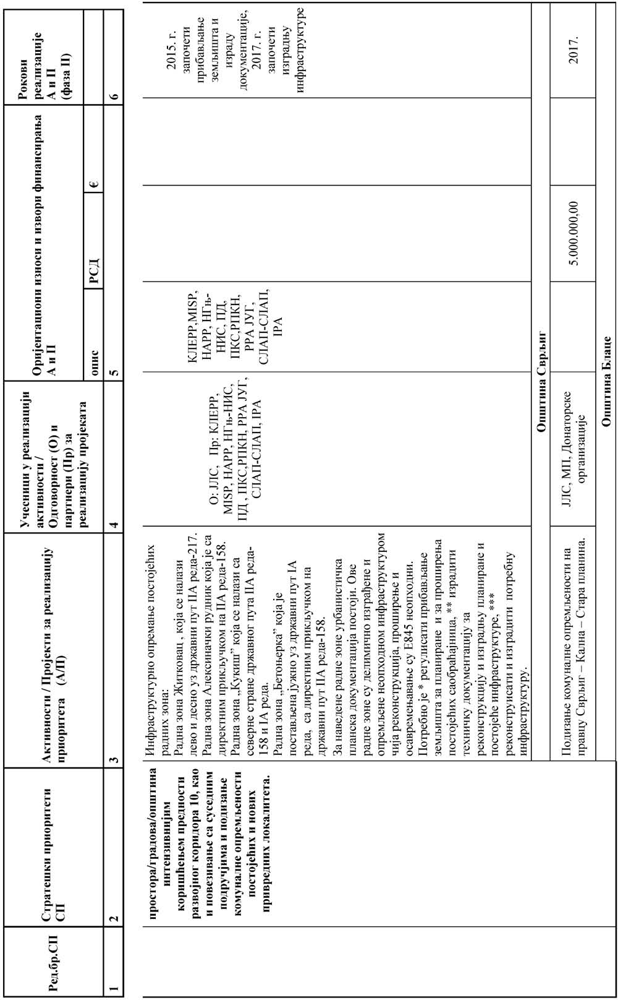 Ред.бр.СП
Стратешки приоритети
СП
Активности / Пројекти за реализацију
приоритета (А/П)
Учесници у реализацији
активности /
Одговорност (О) и
партнери (Пр) за
реализацију пројеката
Оријентациони износи и извори финансирања
А и П
опис
РСД
€
Рокови
реализације
А и П
(фаза II)
1
2
3
4
5
6
простора/градова/општина
интензивнијим
коришћењем предности
развојног коридора 10, као
и повезивање са суседним
подручјима и подизање
комуналне опремљености
постојећих и нових
привредних локалитета.
Инфраструктурно опремање постојећих
радних зона:
Радна зона Житковац , која се налази
лево и десно уз државни пут IIА реда-217.
Радна зона Алексиначки рудник која је са
директним прикључком на IIА реда-158.
Радна зона „Кукиш” која се налази са
северне стране државног пута IIА реда-
158 и IА реда.
Радна зона „Бетоњерка” која је
постављена јужно уз државни пут IА
реда, са директним прикључком на
државни пут IIА реда-158.
За наведене радне зоне урбанистичка
планска документација постоји. Ове
радне зоне су делимично изграђене и
опремљене неопходном инфраструктуром
чија реконструкција, проширење и
осавремењавање су Е845 неопходни.
Потребно је * регулисати прибављање
земљишта за планиране и за проширења
постојећих саобраћајница, ** израдити
техничку документацију за
реконструкцију и изградњу планиране и
постојеће инфраструктуре, ***
реконструисати и изградити потребну
инфраструктуру.
О: ЈЛС, Пр: КЛЕРР,
MISP, НАРР, НГњ-НИС,
ПД , ПКС,РПКН, РРА ЈУГ,
СЛАП-СЛАП, IPA
КЛЕРР,MISP,
НАРР, НГњ-
НИС, ПД,
ПКС,РПКН,
РРА ЈУГ,
СЛАП-СЛАП,
IPA
2015. г.
започети
прибављање
земљишта и
израду
документације,
2017. г.
започети
изградњу
инфраструктуре
Општина Сврљиг
Подизање комуналне опремљености на
правцу Сврљиг – Кална – Стара планина.
ЈЛС, МП, Донаторске
организације
5.000.000,00
2017.
Општина Блаце